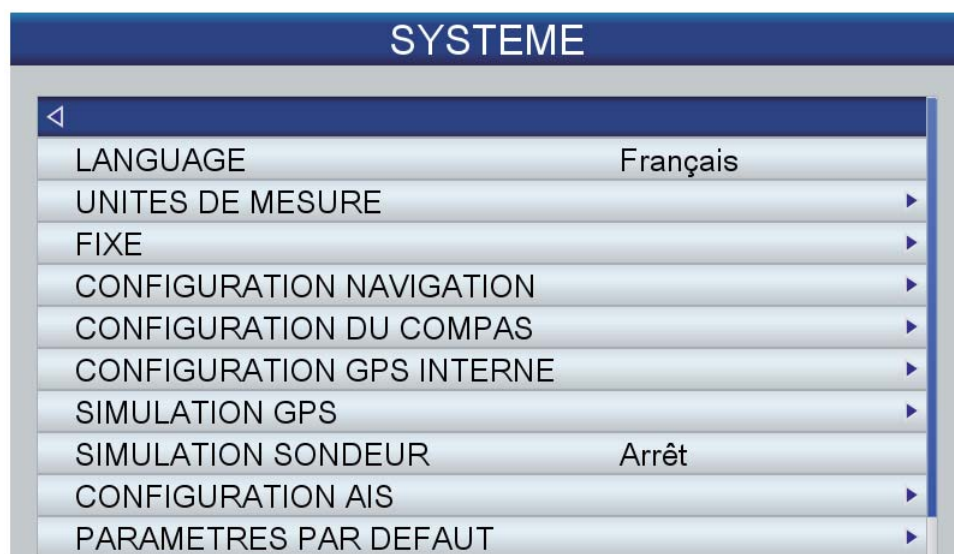 SYSTEME
LANGUAGE Français
UNITES DE MESURE
FIXE
CONFIGURATION NAVIGATION
CONFIGURATION DU COMPAS
CONFIGURATION GPS INTERNE
SIMULATION GPS
SIMULATION SONDEUR Arrêt
CONFIGURATION AIS
PARAMETRES PAR DEFAUT